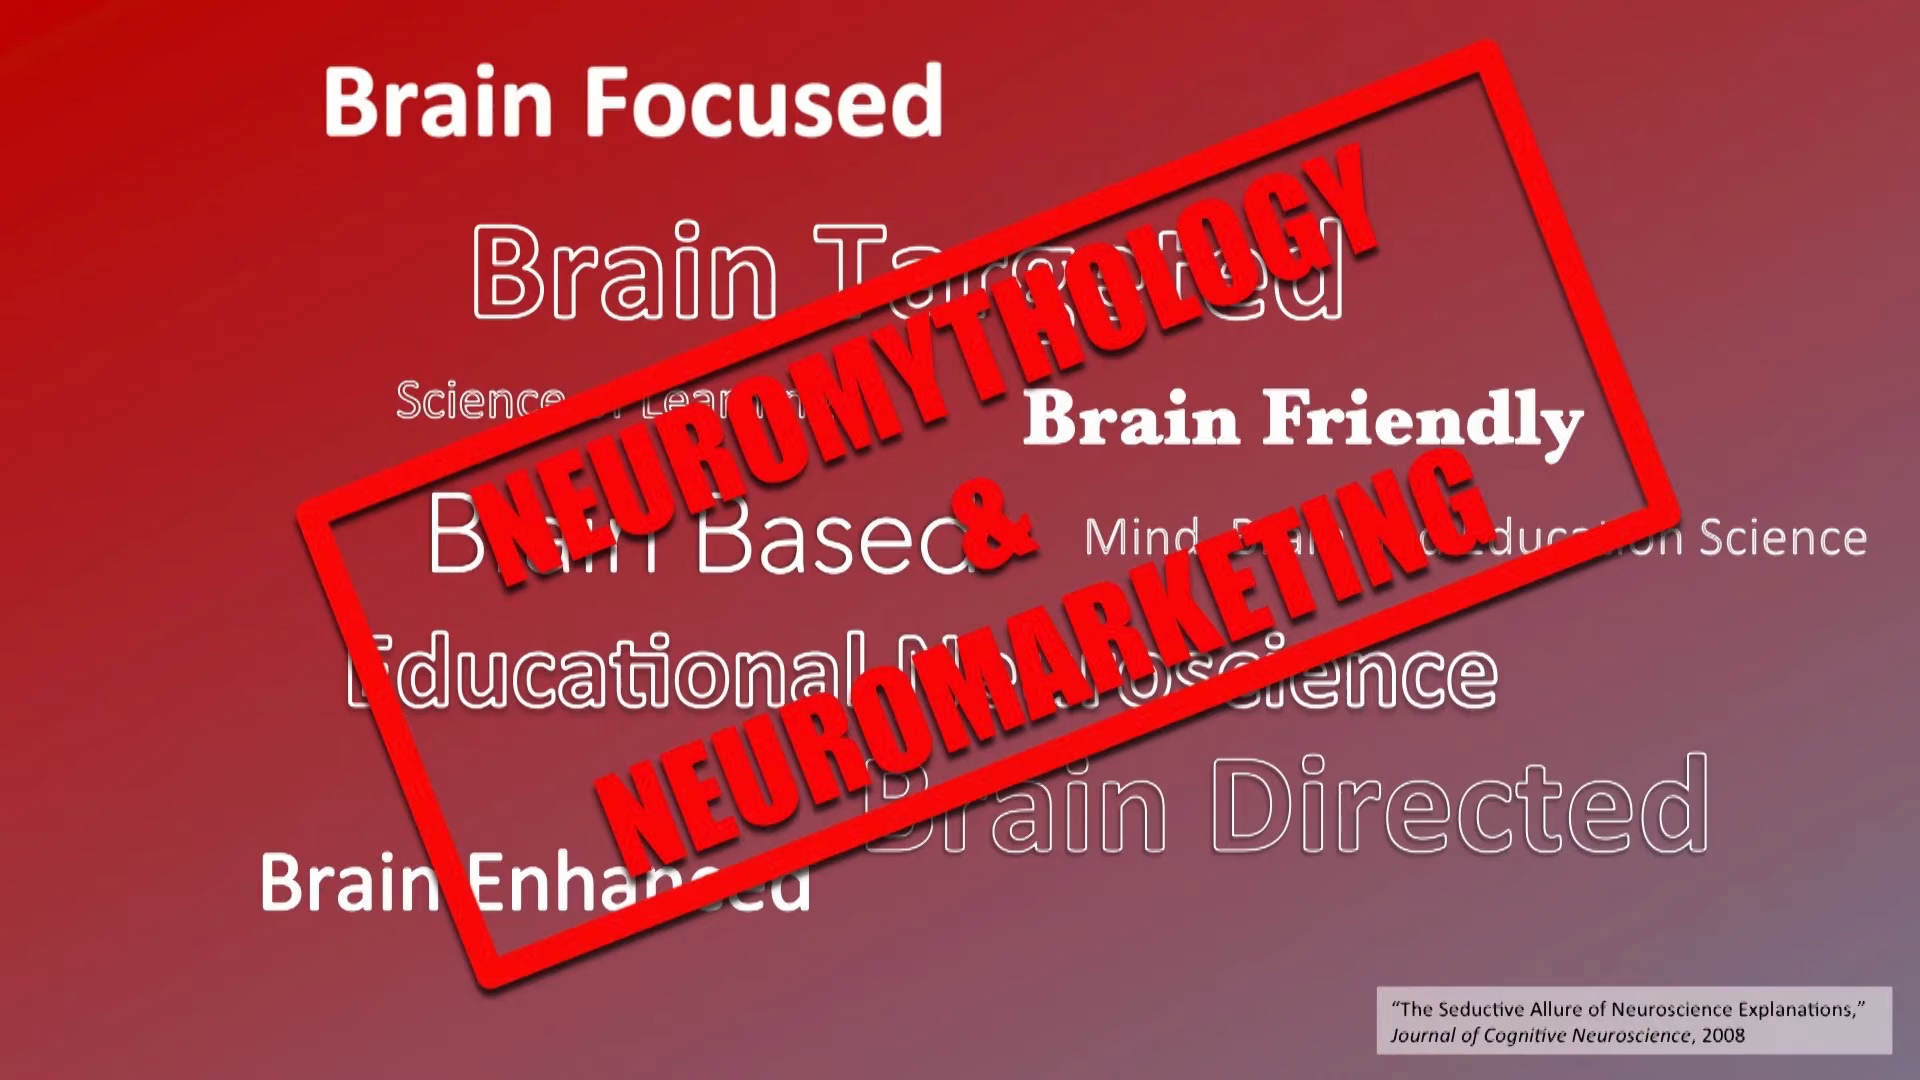 Brain Focused
Brain Targeted
Science of Learning
Brain Friendly
Brain Based
Mind, Brain, and Education Science
Educational Neuroscience
Brain Directed
Brain Enhanced
NEUROMYTHOLOGY
&
NEUROMARKETING
“The Seductive Allure of Neuroscience Explanations,”
Journal of Cognitive Neuroscience, 2008